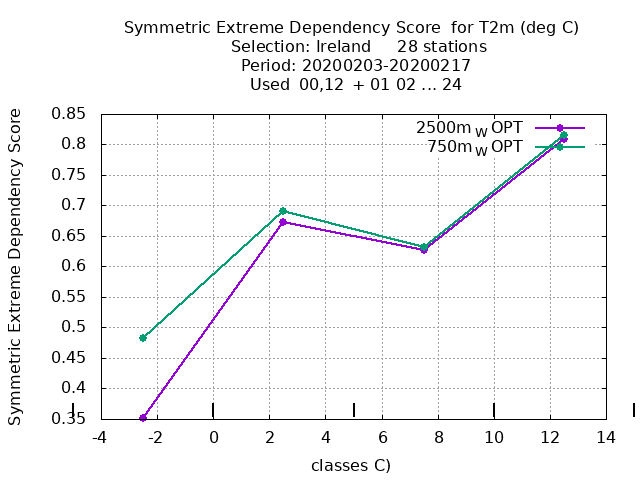 Symmetric Extreme Dependency Score for T2m (deg C)
Selection: Ireland 28 stations
Period: 20200203-20200217
Used 00,12 + 01 02 ... 24
Symmetric Extreme Dependency Score
0.85
0.8
0.75
0.7
0.65
0.6
0.55
0.5
0.45
0.4
0.35
2500m W OPT
750m W OPT
-4 -2 0 2 4 6 8 10 12 14
classes C)